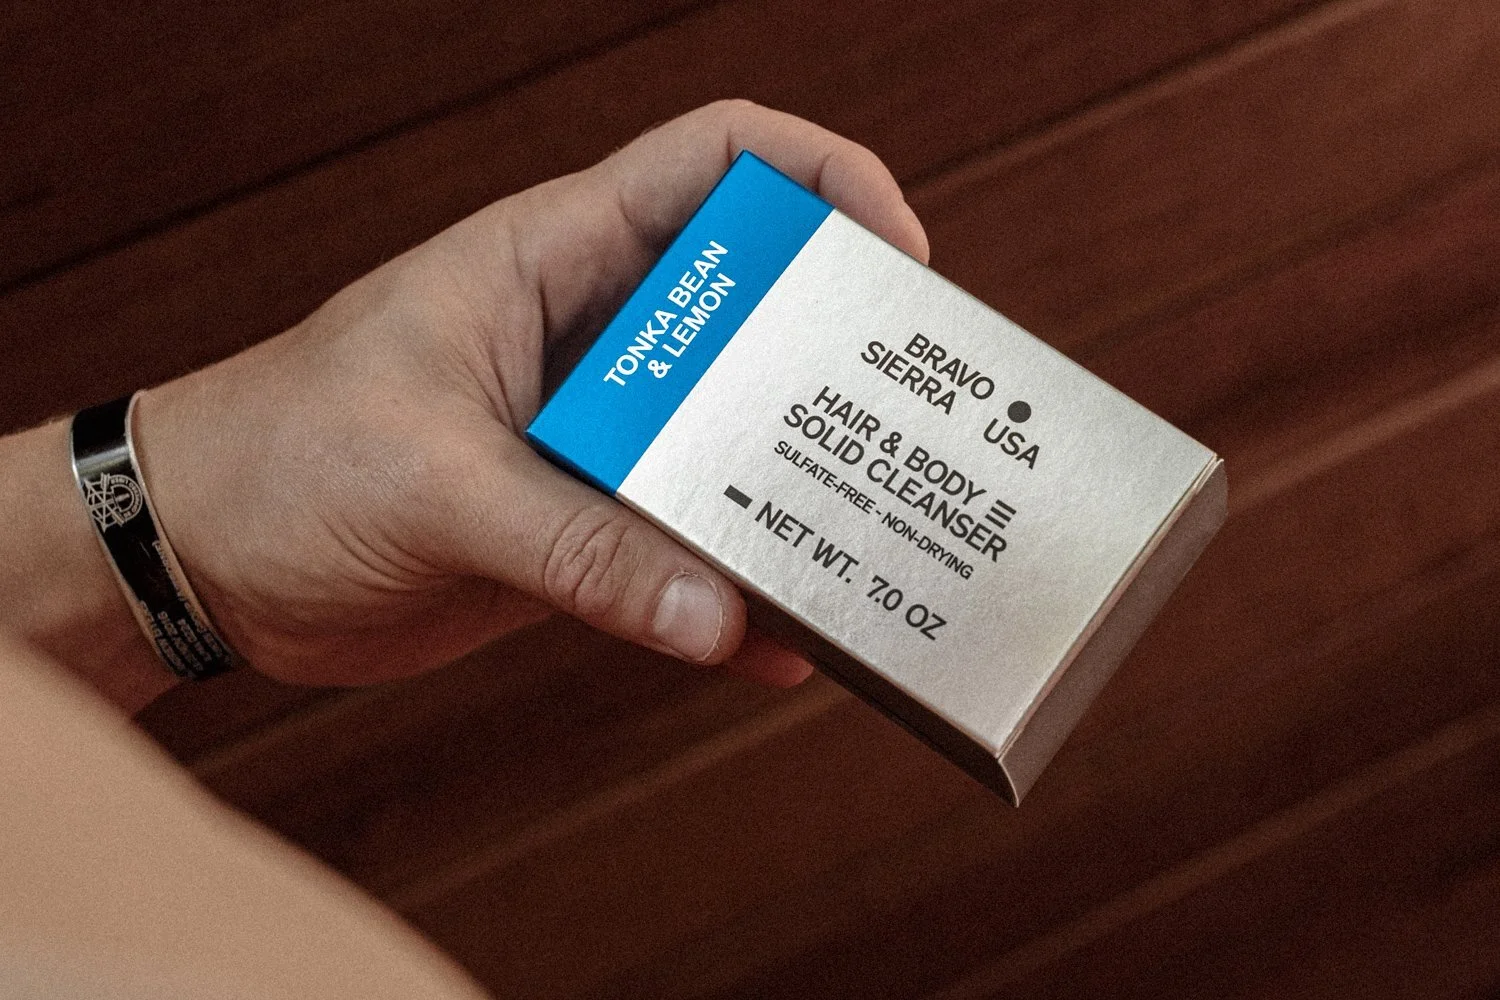 TONKA BEAN
& LEMON
BRAVO
SIERRA
USA
HAIR & BODY
SOLID CLEANSER
SULFATE-FREE - NON-DRYING
NET WT. 7.0 OZ